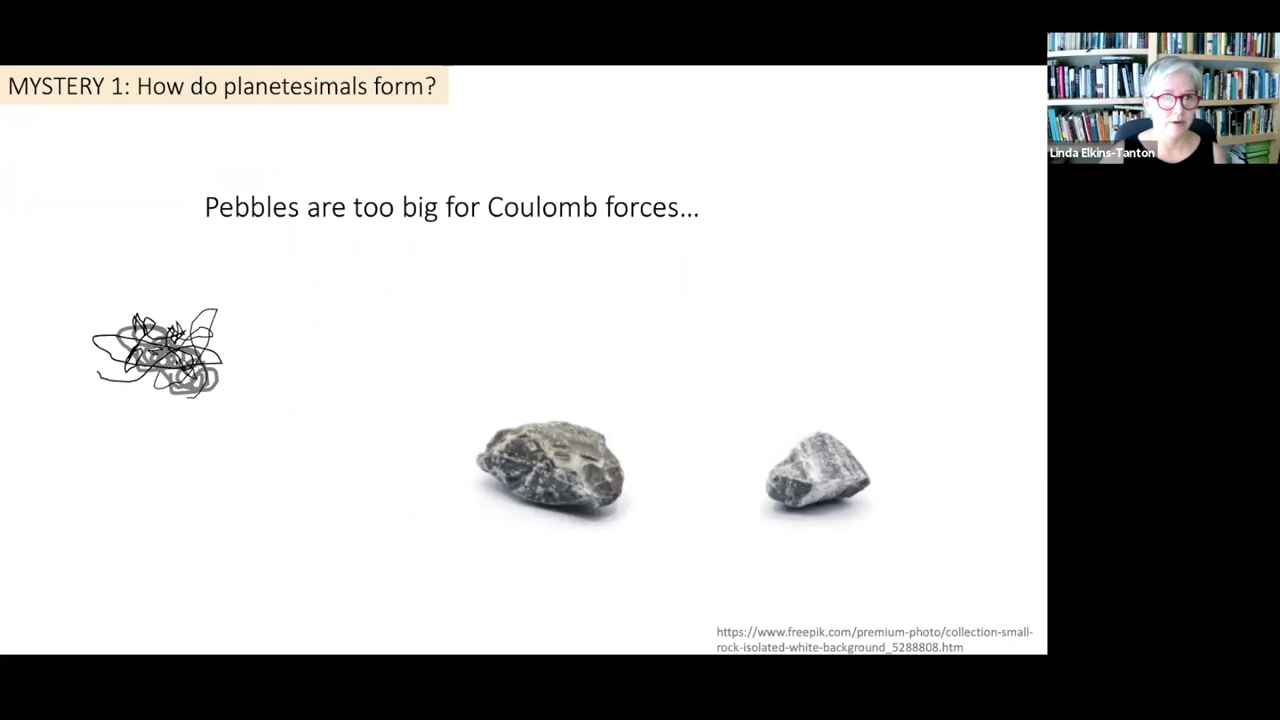 MYSTERY 1: How do planetesimals form?
Linda Elkins-Tanton
Pebbles are too big for Coulomb forces…
https://www.freepik.com/premium-photo/collection-small-
rock-isolated-white-background_5288808.htm